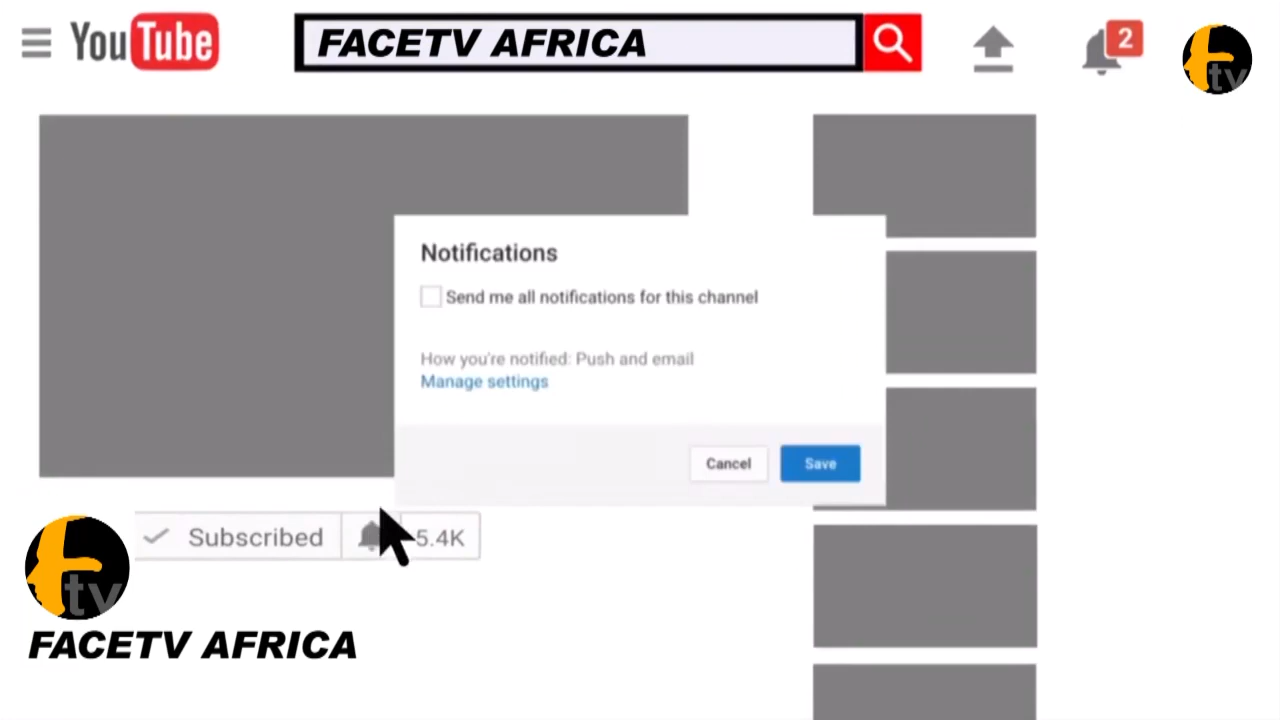 YouTube
FACETV AFRICA
2
tv
Notifications
Send me all notifications for this channel
How you're notified: Push and email
Manage settings
Cancel
Save
Subscribed
5.4K
tv
FACETV AFRICA